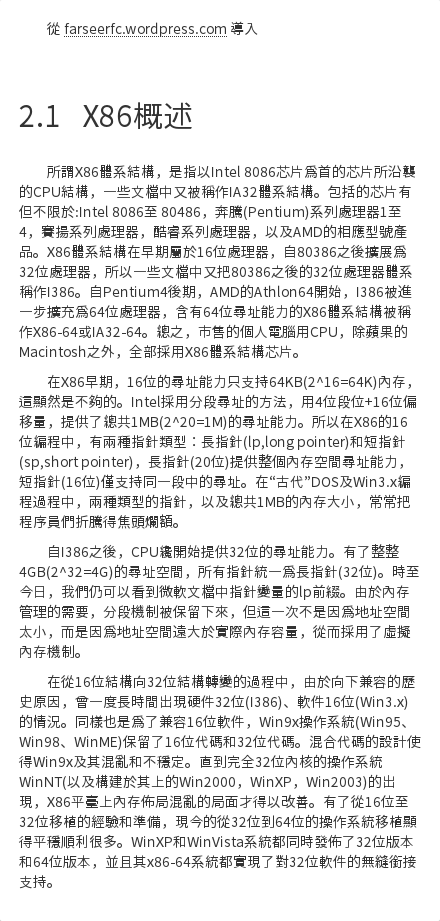 從 farseerfc.wordpress.com 導入
2.1 X86概述
所謂X86體系結構，是指以Intel 8086芯片爲首的芯片所沿襲
的CPU結構，一些文檔中又被稱作IA32體系結構。包括的芯片有
但不限於:Intel 8086至 80486，奔騰(Pentium)系列處理器1至
4，賽揚系列處理器，酷睿系列處理器，以及AMD的相應型號產
品。X86體系結構在早期屬於16位處理器，自80386之後擴展爲
32位處理器，所以一些文檔中又把80386之後的32位處理器體系
稱作I386。自Pentium4後期，AMD的Athlon64開始，I386被進
一步擴充爲64位處理器，含有64位尋址能力的X86體系結構被稱
作X86-64或IA32-64。總之，市售的個人電腦用CPU，除蘋果的
Macintosh之外，全部採用X86體系結構芯片。
在X86早期，16位的尋址能力只支持64KB(2^16=64K)內存，
這顯然是不夠的。Intel採用分段尋址的方法，用4位段位+16位偏
移量，提供了總共1MB(2^20=1M)的尋址能力。所以在X86的16
位編程中，有兩種指針類型：長指針(lp,long pointer)和短指針
(sp,short pointer)，長指針(20位)提供整個內存空間尋址能力，
短指針(16位)僅支持同一段中的尋址。在“古代”DOS及Win3.x編
程過程中，兩種類型的指針，以及總共1MB的內存大小，常常把
程序員們折騰得焦頭爛額。
自I386之後，CPU纔開始提供32位的尋址能力。有了整整
4GB(2^32=4G)的尋址空間，所有指針統一爲長指針(32位)。時至
今日，我們仍可以看到微軟文檔中指針變量的lp前綴。由於內存
管理的需要，分段機制被保留下來，但這一次不是因爲地址空間
太小，而是因爲地址空間遠大於實際內存容量，從而採用了虛擬
內存機制。
在從16位結構向32位結構轉變的過程中，由於向下兼容的歷
史原因，曾一度長時間出現硬件32位(I386)、軟件16位(Win3.x)
的情況。同樣也是爲了兼容16位軟件，Win9x操作系統(Win95、
Win98、WinME)保留了16位代碼和32位代碼。混合代碼的設計使
得Win9x及其混亂和不穩定。直到完全32位內核的操作系統
WinNT(以及構建於其上的Win2000，WinXP，Win2003)的出
現，X86平臺上內存佈局混亂的局面才得以改善。有了從16位至
32位移植的經驗和準備，現今的從32位到64位的操作系統移植顯
得平穩順利很多。WinXP和WinVista系統都同時發佈了32位版本
和64位版本，並且其x86-64系統都實現了對32位軟件的無縫銜接
支持。